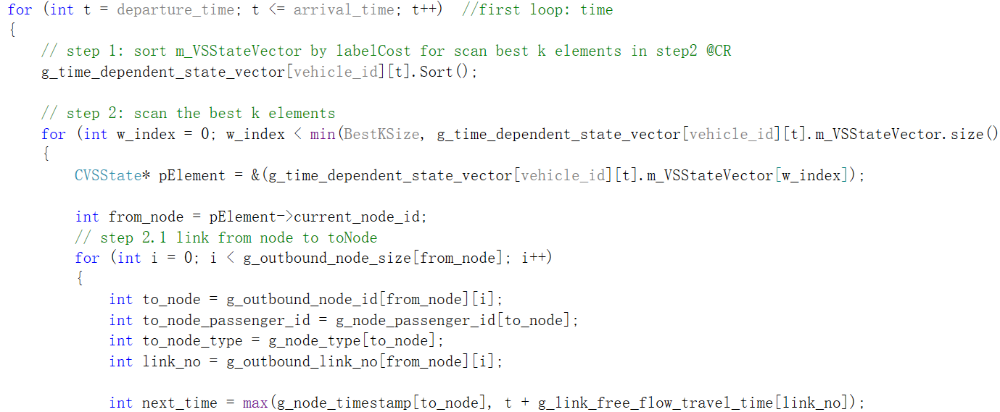 for (int t = departure_time; t <= arrival_time; t++)  //first loop: time
{
    // step 1: sort m_VSStateVector by labelCost for scan best k elements in step2 @CR
    g_time_dependent_state_vector[vehicle_id][t].Sort();

    // step 2: scan the best k elements
    for (int w_index = 0; w_index < min(BestKSize, g_time_dependent_state_vector[vehicle_id][t].m_VSStateVector.size()
    {
        CVSState* pElement = &(g_time_dependent_state_vector[vehicle_id][t].m_VSStateVector[w_index]);

        int from_node = pElement->current_node_id;
        // step 2.1 link from node to toNode
        for (int i = 0; i < g_outbound_node_size[from_node]; i++)
        {
            int to_node = g_outbound_node_id[from_node][i];
            int to_node_passenger_id = g_node_passenger_id[to_node];
            int to_node_type = g_node_type[to_node];
            int link_no = g_outbound_link_no[from_node][i];

            int next_time = max(g_node_timestamp[to_node], t + g_link_free_flow_travel_time[link_no]);